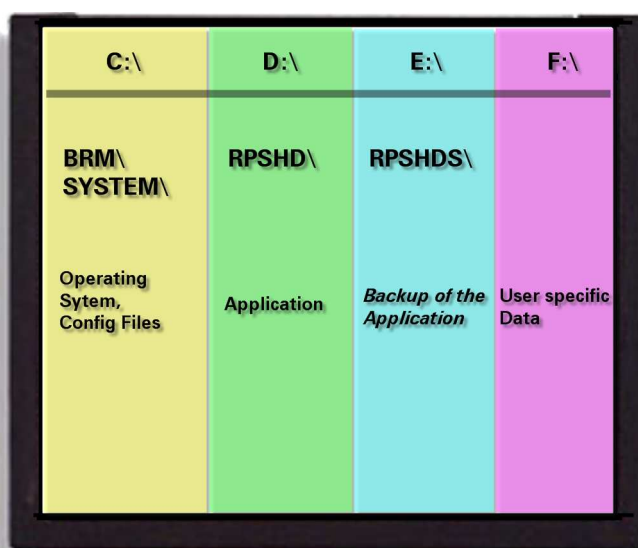 C:\ D:\ E:\ F:\
BRM\ RPSHD\ RPSHDS\
SYSTEM\
Operating
Sytem,
Config Files
Application
Backup of the
Application
User specific
Data